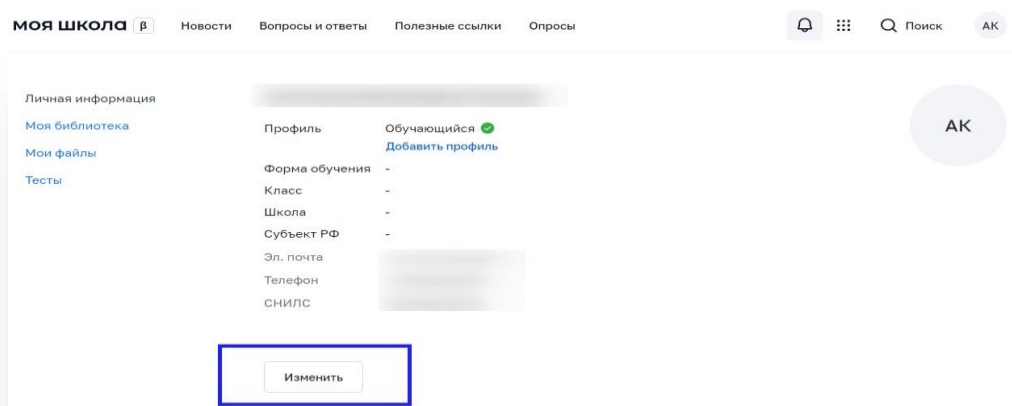 моя школа β Новости Вопросы и ответы Полезные ссылки Опросы Поиск АК
Личная информация
Моя библиотека
Мои файлы
Тесты
Профиль Обучающийся
Добавить профиль
Форма обучения -
Класс -
Школа -
Субъект РФ -
Эл. почта
Телефон
СНИЛС
АК
Изменить